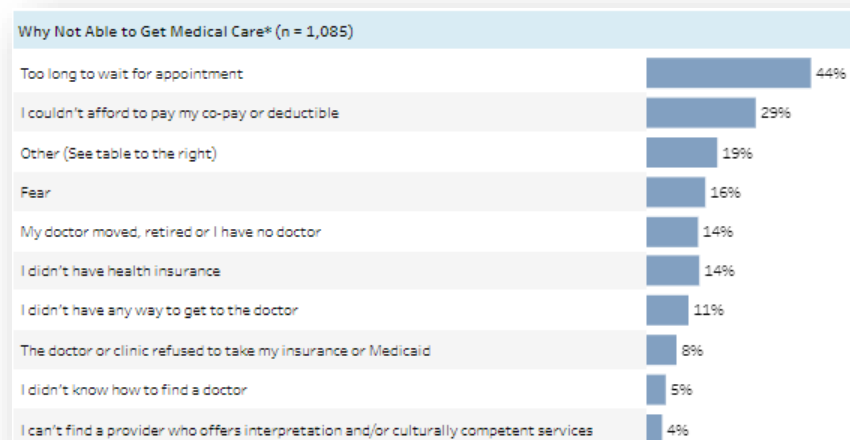 Why Not Able to Get Medical Care* (n = 1,085)
Too long to wait for appointment 44%
I couldn't afford to pay my co-pay or deductible 29%
Other (See table to the right) 19%
Fear 16%
My doctor moved, retired or I have no doctor 14%
I didn't have health insurance 14%
I didn't have any way to get to the doctor 11%
The doctor or clinic refused to take my insurance or Medicaid 8%
I didn't know how to find a doctor 5%
I can't find a provider who offers interpretation and/or culturally competent services 4%